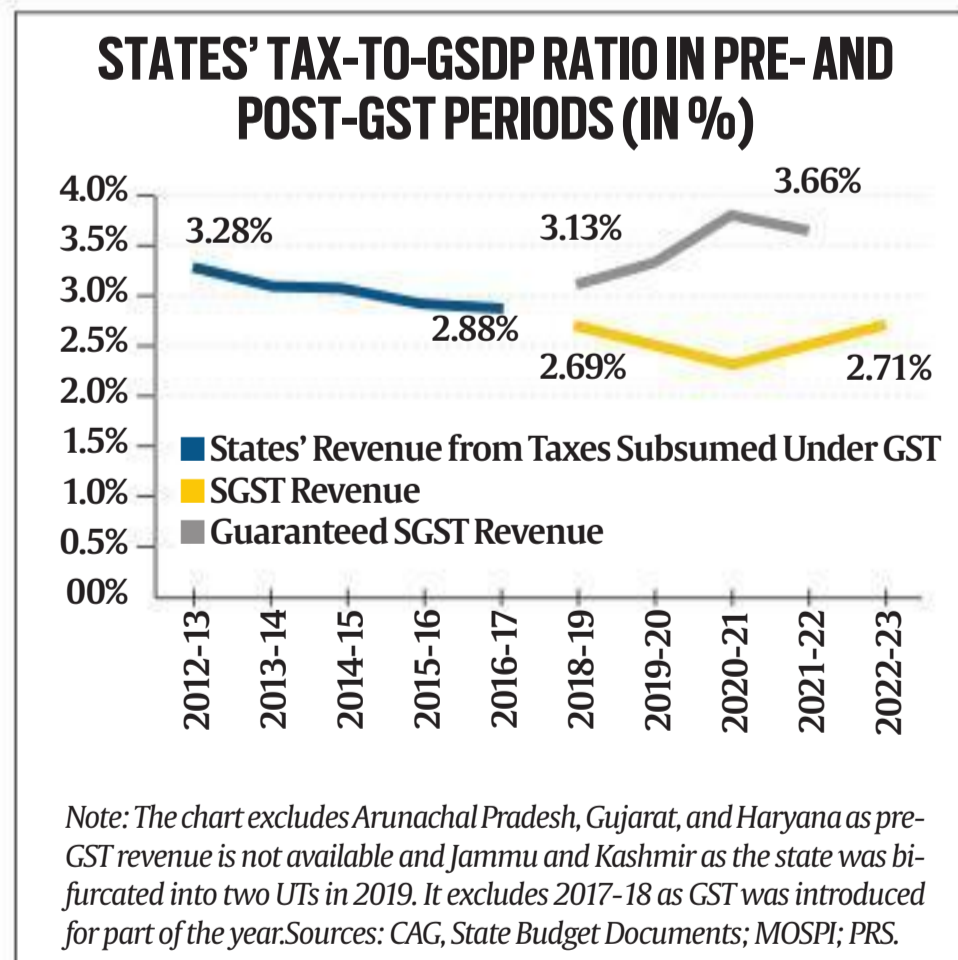 STATES' TAX-TO-GSDP RATIO IN PRE- AND
POST-GST PERIODS (IN %)
4.0%
3.5%
3.0%
2.5%
2.0%
1.5%
1.0%
0.5%
00%
3.28%
2.88%
3.13%
3.66%
2.69%
2.71%
States' Revenue from Taxes Subsumed Under GST
SGST Revenue
Guaranteed SGST Revenue
2012-13
2013-14
2014-15
2015-16
2016-17
2018-19
2019-20
2020-21
2021-22
2022-23
Note: The chart excludes Arunachal Pradesh, Gujarat, and Haryana as pre-
GST revenue is not available and Jammu and Kashmir as the state was bi-
furcated into two UTs in 2019. It excludes 2017-18 as GST was introduced
for part of the year.Sources: CAG, State Budget Documents; MOSPI; PRS.